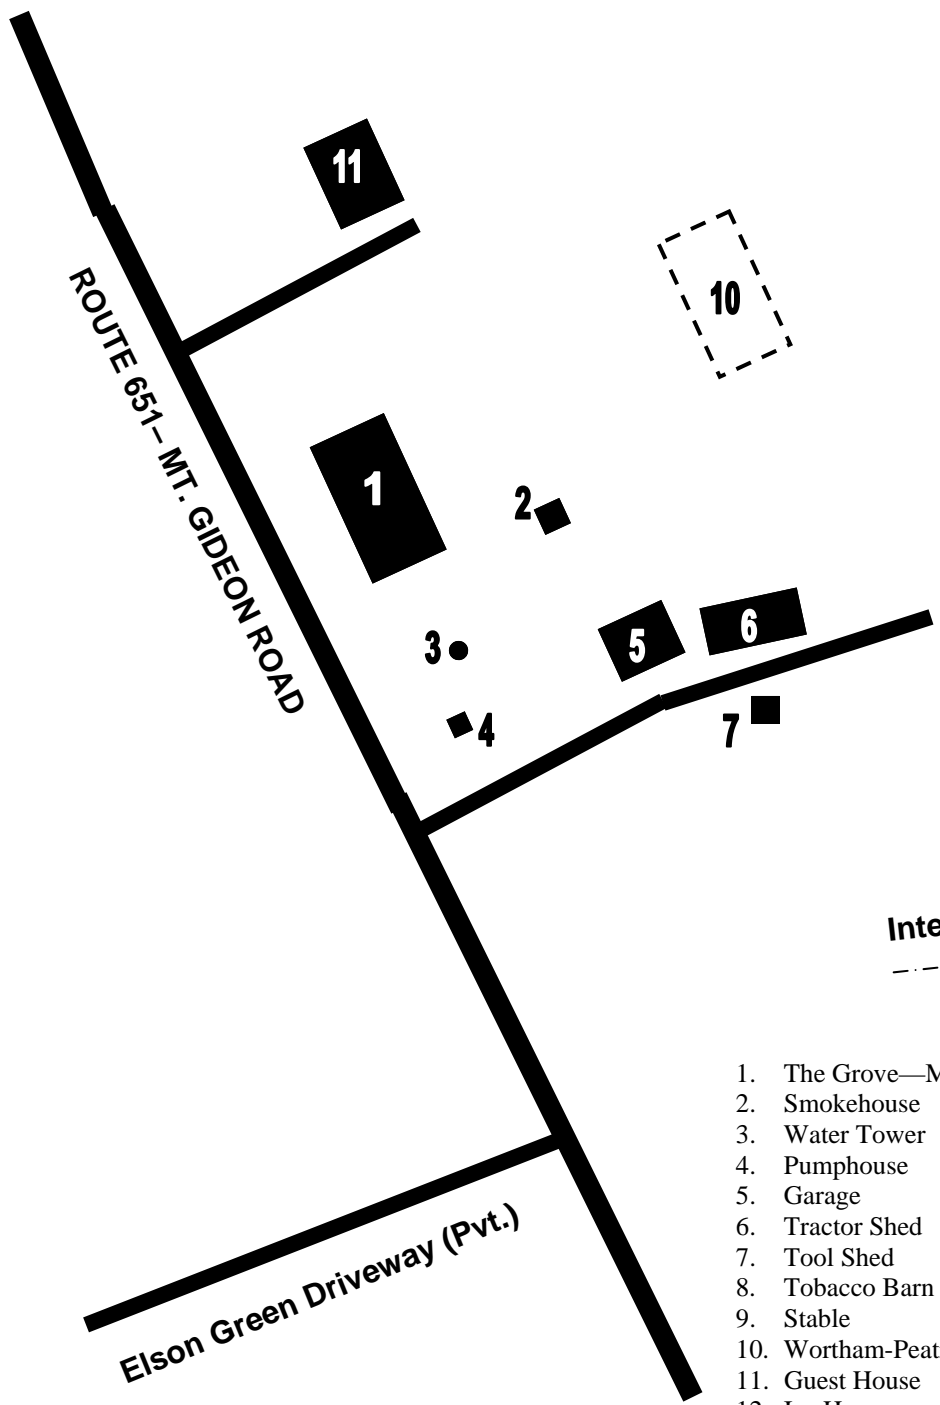 11
10
ROUTE 651– MT. GIDEON ROAD
1
2
3
5
6
4
7
Inte
1. The Grove—M
2. Smokehouse
3. Water Tower
4. Pumphouse
5. Garage
6. Tractor Shed
7. Tool Shed
8. Tobacco Barn
9. Stable
10. Wortham-Peat
11. Guest House
Elson Green Driveway (Pvt.)